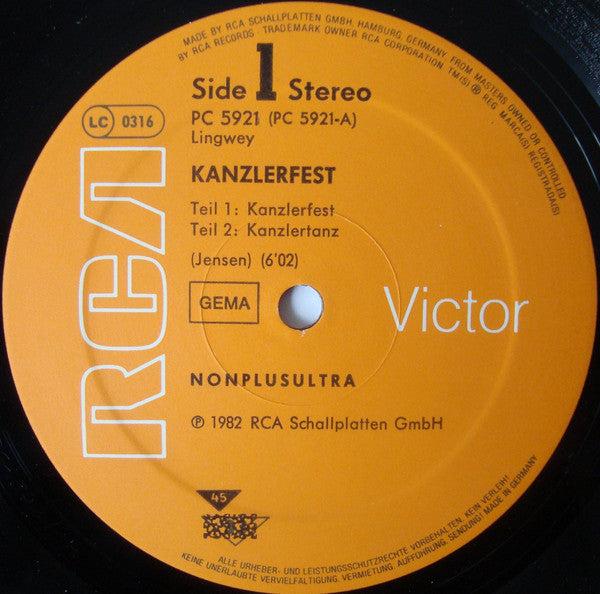 MADE BY RCA SCHALLPLATTEN GMBH, HAMBURG, GERMANY, FROM MASTERS OWNED OR CONTROLLED
BY RCA RECORDS · TRADEMARK OWNER RCA CORPORATION TM(S) ® REG MARCA(S) REGISTRADA(S)
Side 1 Stereo
PC 5921 (PC 5921-A)
Lingwey
LC 0316
RCA
KANZLERFEST
Teil 1: Kanzlerfest
Teil 2: Kanzlertanz
(Jensen) (6'02)
GEMA
Victor
NONPLUSULTRA
℗ 1982 RCA Schallplatten GmbH
45
ALLE URHEBER- UND LEISTUNGSSCHUTZRECHTE VORBEHALTEN. KEIN VERLEIH!
KEINE UNERLAUBTE VERVIELFÄLTIGUNG, VERMIETUNG, AUFFÜHRUNG, SENDUNG! MADE IN GERMANY